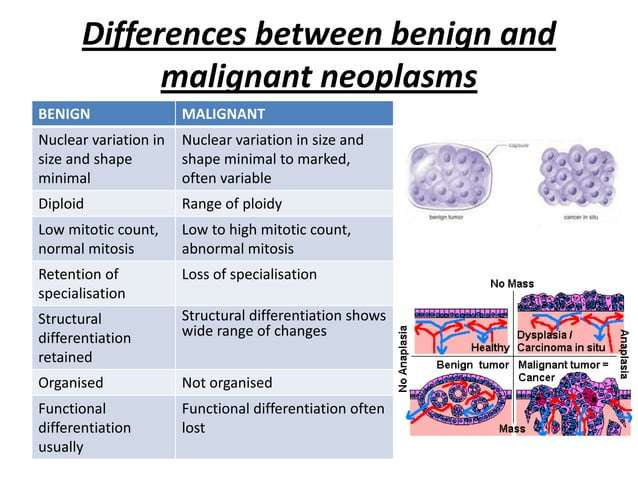 Differences between benign and
malignant neoplasms
BENIGN MALIGNANT
Nuclear variation in
size and shape
minimal
Nuclear variation in size and
shape minimal to marked,
often variable
Diploid
Range of ploidy
Low mitotic count,
normal mitosis
Low to high mitotic count,
abnormal mitosis
Retention of
specialisation
Loss of specialisation
Structural
differentiation
retained
Structural differentiation shows
wide range of changes
Organised
Not organised
Functional
differentiation
usually
Functional differentiation often
lost
capsule
benign tumor
cancer in situ
No Mass
No Anaplasia
Anaplasia
Healthy
Dysplasia /
Carcinoma in situ
Benign tumor
Malignant tumor =
Cancer
Mass